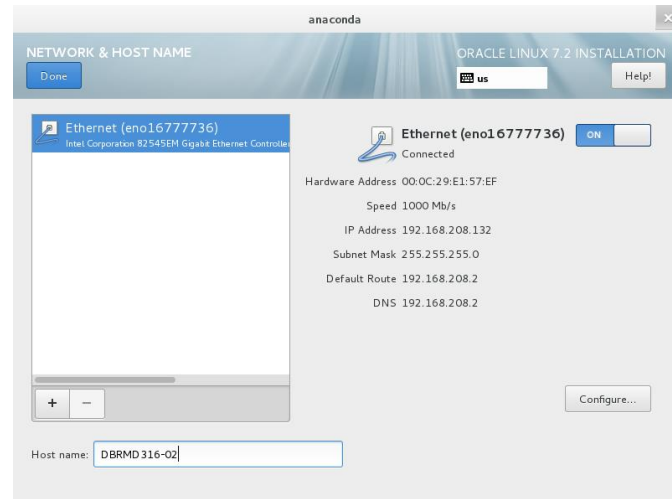 anaconda
NETWORK & HOST NAME
ORACLE LINUX 7.2 INSTALLATION
Done
us
Help!
Ethernet (eno16777736)
Intel Corporation 82545EM Gigabit Ethernet Controlle
Ethernet (eno16777736)
ON
Connected
Hardware Address 00:0C:29:E1:57:EF
Speed 1000 Mb/s
IP Address 192.168.208.132
Subnet Mask 255.255.255.0
Default Route 192.168.208.2
DNS 192.168.208.2
+ −
Configure...
Host name: DBRMD316-02